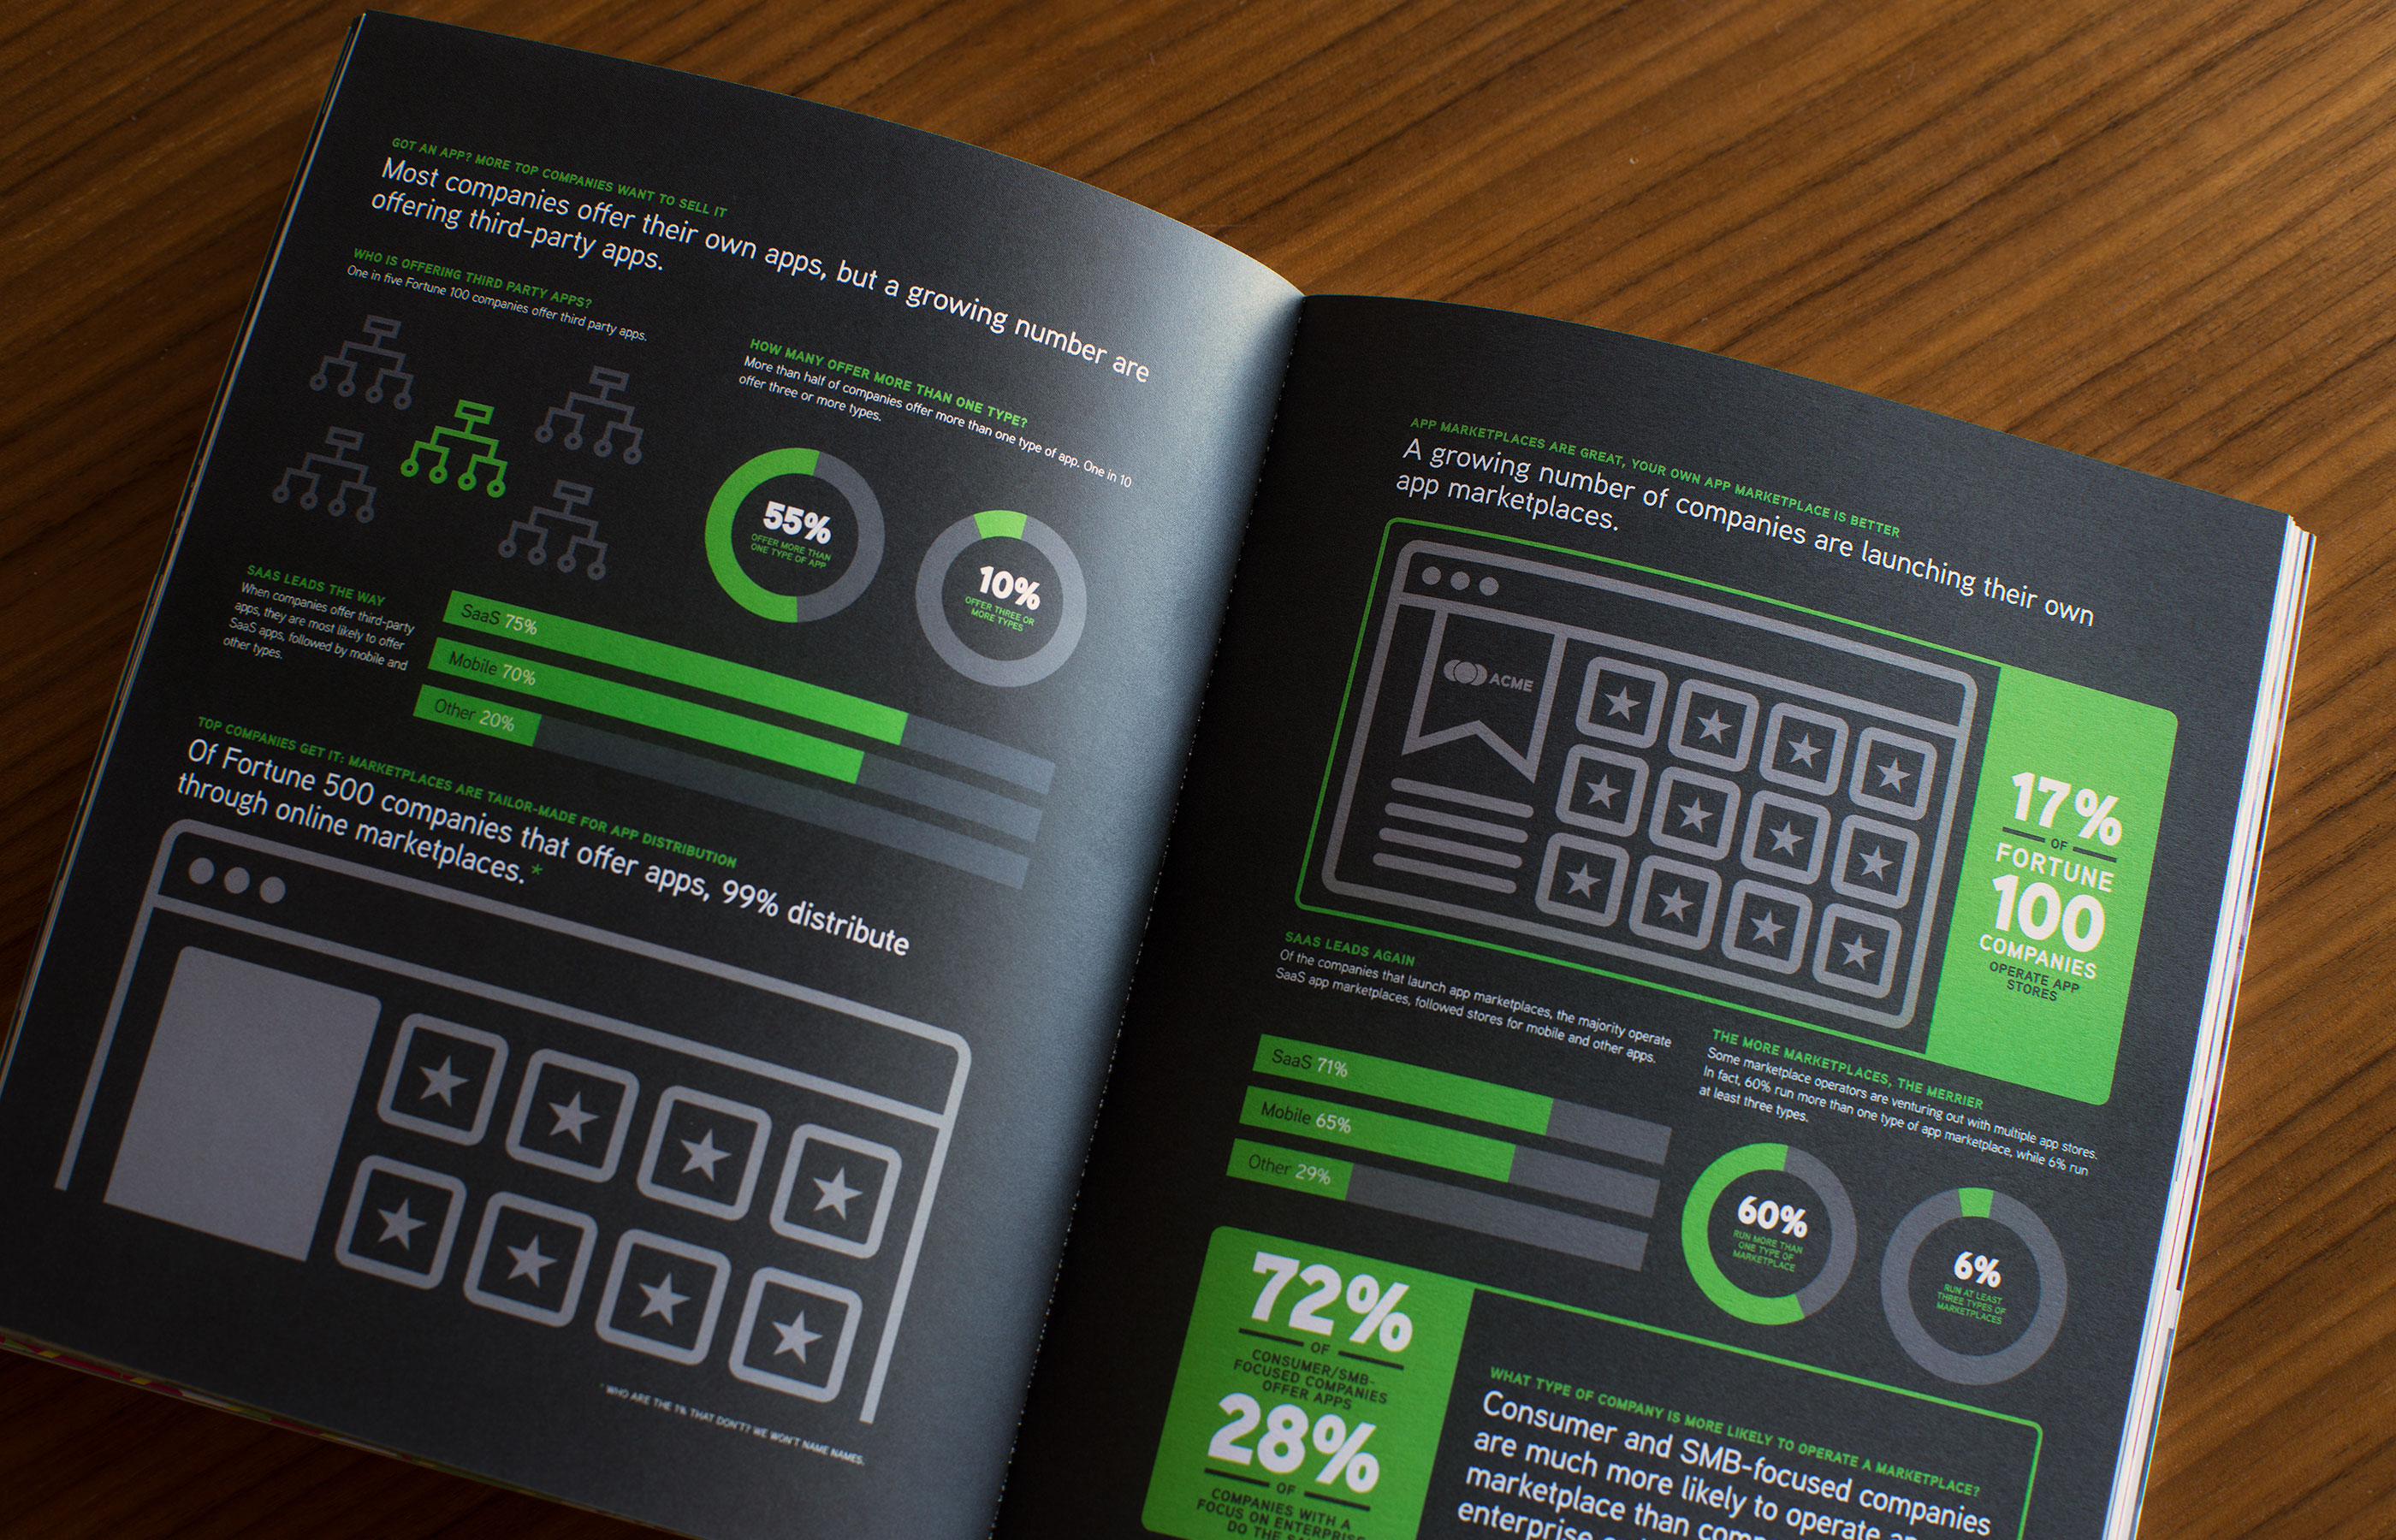 GOT AN APP? MORE TOP COMPANIES WANT TO SELL IT
Most companies offer their own apps, but a growing number are
offering third-party apps.
WHO IS OFFERING THIRD PARTY APPS?
One in five Fortune 100 companies offer third party apps.
HOW MANY OFFER MORE THAN ONE TYPE?
More than half of companies offer more than one type of app. One in 10
offer three or more types.
55%
OFFER MORE THAN
ONE TYPE OF APP
10%
OFFER THREE OR
MORE TYPES
SAAS LEADS THE WAY
When companies offer third-party
apps, they are most likely to offer
SaaS apps, followed by mobile and
other types.
SaaS 75%
Mobile 70%
Other 20%
TOP COMPANIES GET IT: MARKETPLACES ARE TAILOR-MADE FOR APP DISTRIBUTION
Of Fortune 500 companies that offer apps, 99% distribute
through online marketplaces.*
* WHO ARE THE 1% THAT DON'T? WE WON'T NAME NAMES.
APP MARKETPLACES ARE GREAT, YOUR OWN APP MARKETPLACE IS BETTER
A growing number of companies are launching their own
app marketplaces.
ACME
17%
OF
FORTUNE
100
COMPANIES
OPERATE APP
STORES
SAAS LEADS AGAIN
Of the companies that launch app marketplaces, the majority operate
SaaS app marketplaces, followed stores for mobile and other apps.
SaaS 71%
Mobile 65%
Other 29%
THE MORE MARKETPLACES, THE MERRIER
Some marketplace operators are venturing out with multiple app stores.
In fact, 60% run more than one type of app marketplace, while 6% run
at least three types.
60%
RUN MORE THAN
ONE TYPE OF
MARKETPLACE
6%
RUN AT LEAST
THREE TYPES OF
MARKETPLACES
72%
OF
CONSUMER/SMB-
FOCUSED COMPANIES
OFFER APPS
28%
OF
COMPANIES WITH A
FOCUS ON ENTERPRISE
DO THE
WHAT TYPE OF COMPANY IS MORE LIKELY TO OPERATE A MARKETPLACE?
Consumer and SMB-focused companies
are much more likely to operate
marketplace than
enterprise